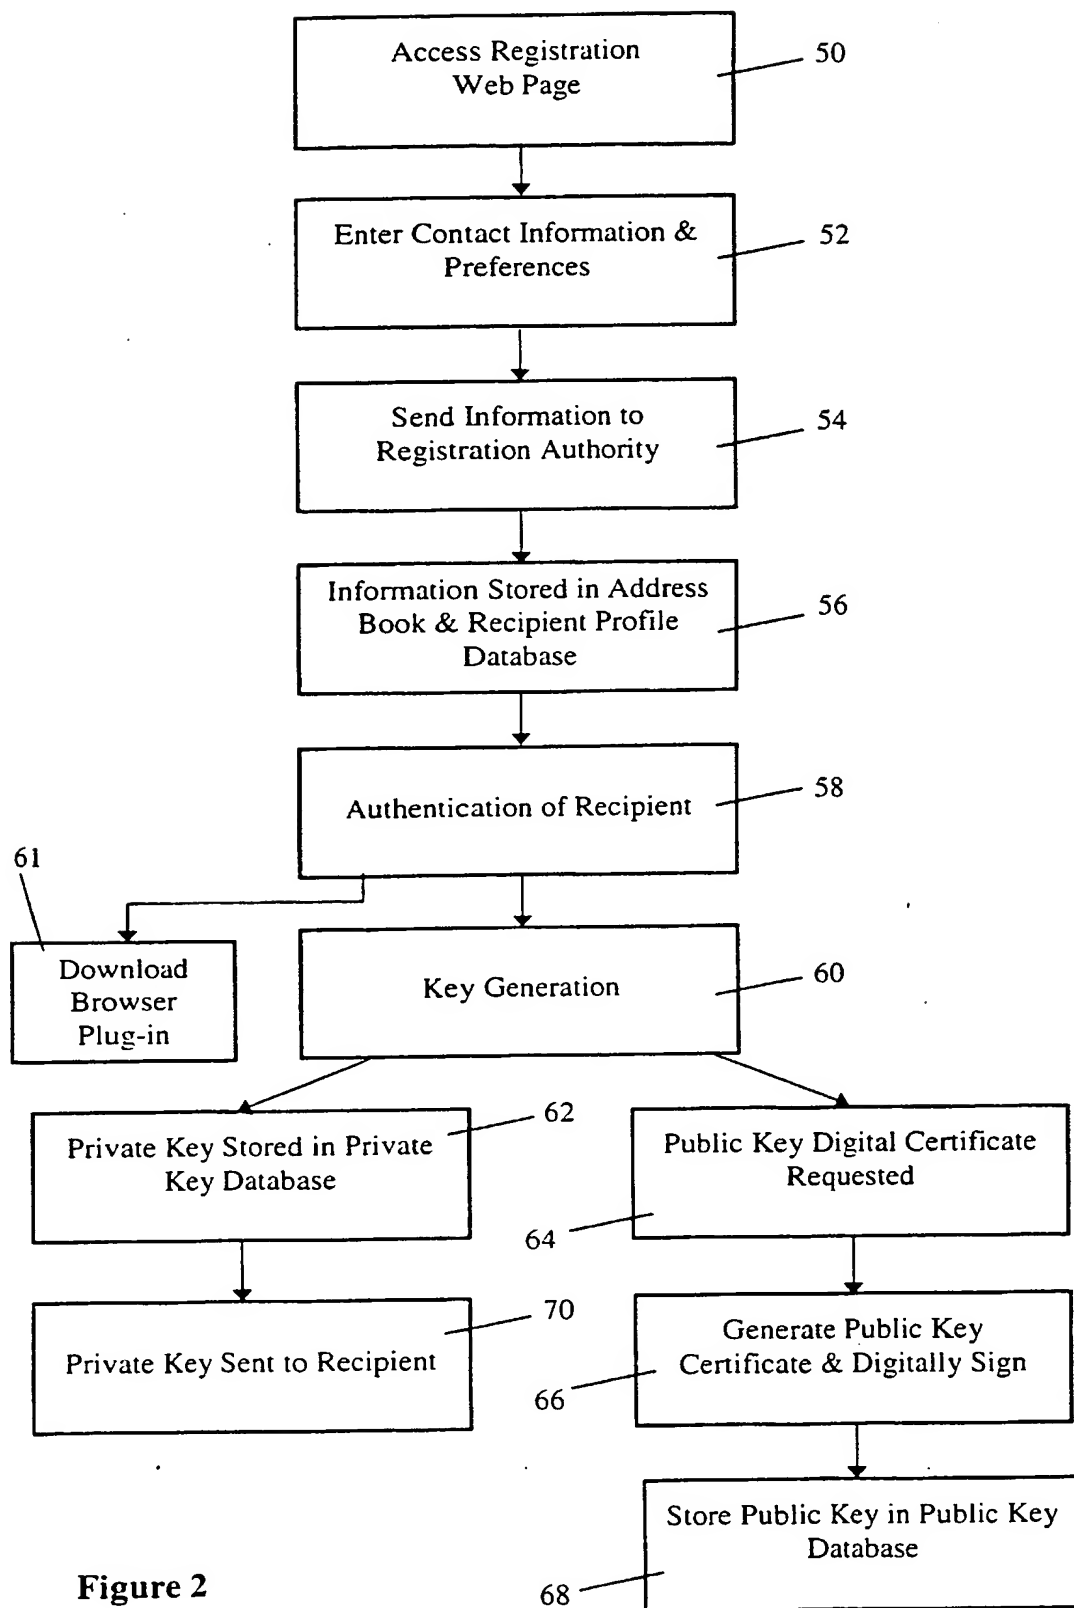 Access Registration
Web Page
50
Enter Contact Information &
Preferences
52
Send Information to
Registration Authority
54
Information Stored in Address
Book & Recipient Profile
Database
56
Authentication of Recipient
58
61
Download
Browser
Plug-in
Key Generation
60
Private Key Stored in Private
Key Database
62
Public Key Digital Certificate
Requested
64
Private Key Sent to Recipient
70
Generate Public Key
Certificate & Digitally Sign
66
Store Public Key in Public Key
Database
68
Figure 2